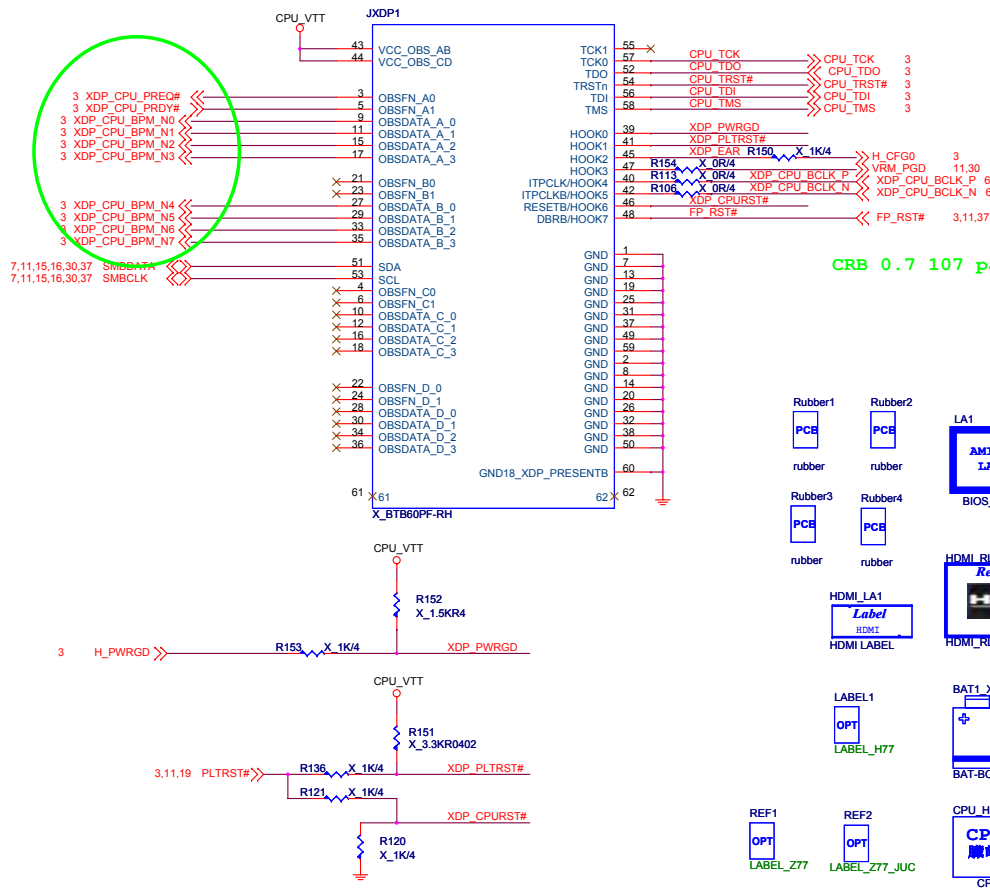 CPU_VTT
JXDP1
43 VCC_OBS_AB
44 VCC_OBS_CD
3 XDP_CPU_PREQ# 3 OBSFN_A0
3 XDP_CPU_PRDY# 5 OBSFN_A1
3 XDP_CPU_BPM_N0 9 OBSDATA_A_0
3 XDP_CPU_BPM_N1 11 OBSDATA_A_1
3 XDP_CPU_BPM_N2 15 OBSDATA_A_2
3 XDP_CPU_BPM_N3 17 OBSDATA_A_3
21 OBSFN_B0
23 OBSFN_B1
3 XDP_CPU_BPM_N4 27 OBSDATA_B_0
3 XDP_CPU_BPM_N5 29 OBSDATA_B_1
3 XDP_CPU_BPM_N6 33 OBSDATA_B_2
3 XDP_CPU_BPM_N7 35 OBSDATA_B_3
7,11,15,16,30,37 SMBDATA 51 SDA
7,11,15,16,30,37 SMBCLK 53 SCL
4 OBSFN_C0
6 OBSFN_C1
10 OBSDATA_C_0
12 OBSDATA_C_1
16 OBSDATA_C_2
18 OBSDATA_C_3
22 OBSFN_D_0
24 OBSFN_D_1
28 OBSDATA_D_0
30 OBSDATA_D_1
34 OBSDATA_D_2
36 OBSDATA_D_3
61 61
X_BTB60PF-RH
TCK1 55
TCK0 57 CPU_TCK CPU_TCK 3
TDO 52 CPU_TDO CPU_TDO 3
TRSTn 54 CPU_TRST# CPU_TRST# 3
TDI 56 CPU_TDI CPU_TDI 3
TMS 58 CPU_TMS CPU_TMS 3
HOOK0 39 XDP_PWRGD
HOOK1 41 XDP_PLTRST#
HOOK2 45 XDP_EAR R150 X_1K/4 H_CFG0 3
HOOK3 47 R154 X_0R/4 VRM_PGD 11,30
ITPCLK/HOOK4 40 R113 X_0R/4 XDP_CPU_BCLK_P XDP_CPU_BCLK_P 6
ITPCLKB/HOOK5 42 R106 X_0R/4 XDP_CPU_BCLK_N XDP_CPU_BCLK_N 6
RESETB/HOOK6 46 XDP_CPURST#
DBRB/HOOK7 48 FP_RST# FP_RST# 3,11,37
GND 1
GND 7
GND 13
GND 19
GND 25
GND 31
GND 37
GND 49
GND 59
GND 2
GND 8
GND 14
GND 20
GND 26
GND 32
GND 38
GND 50
GND18_XDP_PRESENTB 60
62 62
CRB 0.7 107
Rubber1
PCB
rubber
Rubber2
PCB
rubber
LA1
Rubber3
PCB
rubber
Rubber4
PCB
rubber
HDMI_LA1
Label
HDMI
HDMI LABEL
LABEL1
OPT
LABEL_H77
REF1
OPT
LABEL_Z77
REF2
OPT
LABEL_Z77_JUC
CPU_VTT
R152
X_1.5KR4
3 H_PWRGD R153 X_1K/4 XDP_PWRGD
CPU_VTT
R151
X_3.3KR0402
3,11,19 PLTRST# R136 X_1K/4 XDP_PLTRST#
R121 X_1K/4
XDP_CPURST#
R120
X_1K/4